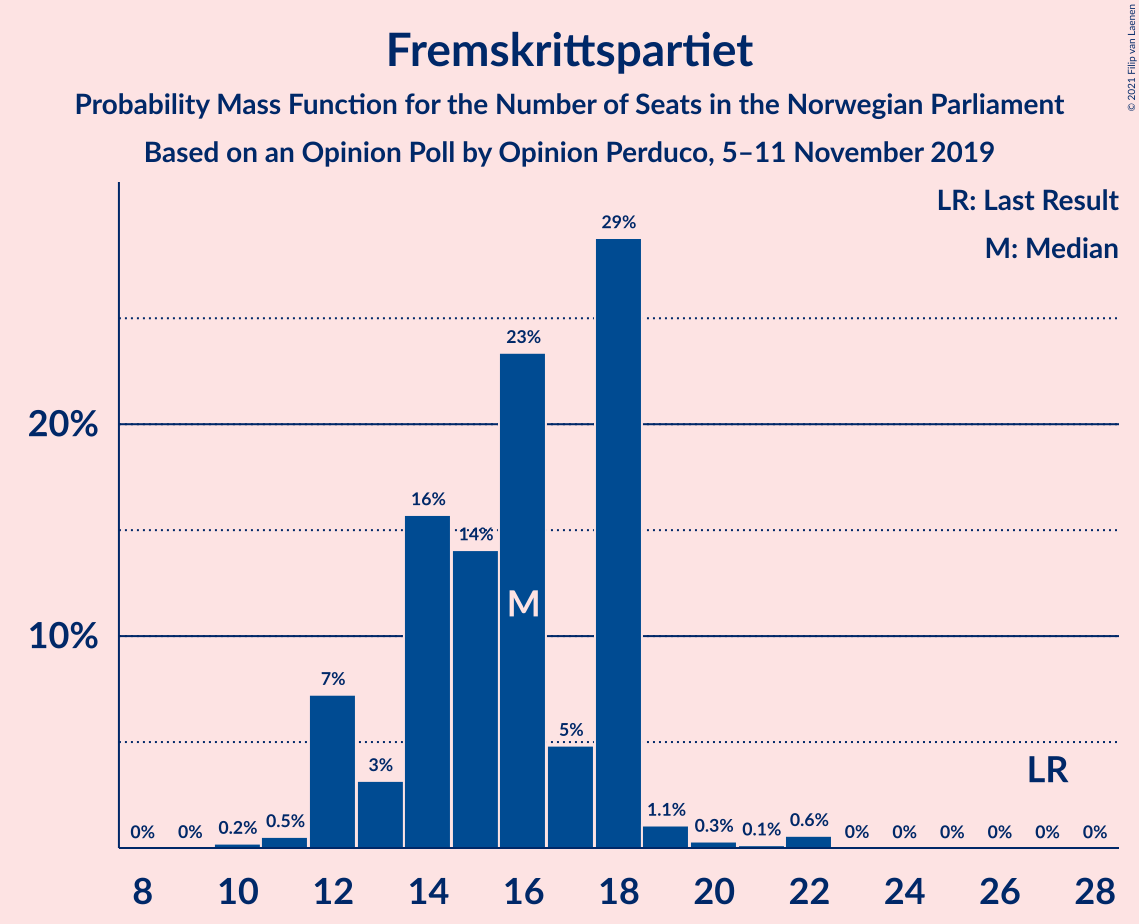 Fremskrittspartiet
Probability Mass Function for the Number of Seats in the Norwegian Parliament
Based on an Opinion Poll by Opinion Perduco, 5–11 November 2019
© 2021 Filip van Laenen
LR: Last Result
M: Median
29%
23%
20%
16%
14%
M
10%
7%
5%
3%
LR
1.1%
0% 0% 0.2% 0.5% 0.3% 0.1% 0.6% 0% 0% 0% 0% 0% 0%
8 10 12 14 16 18 20 22 24 26 28